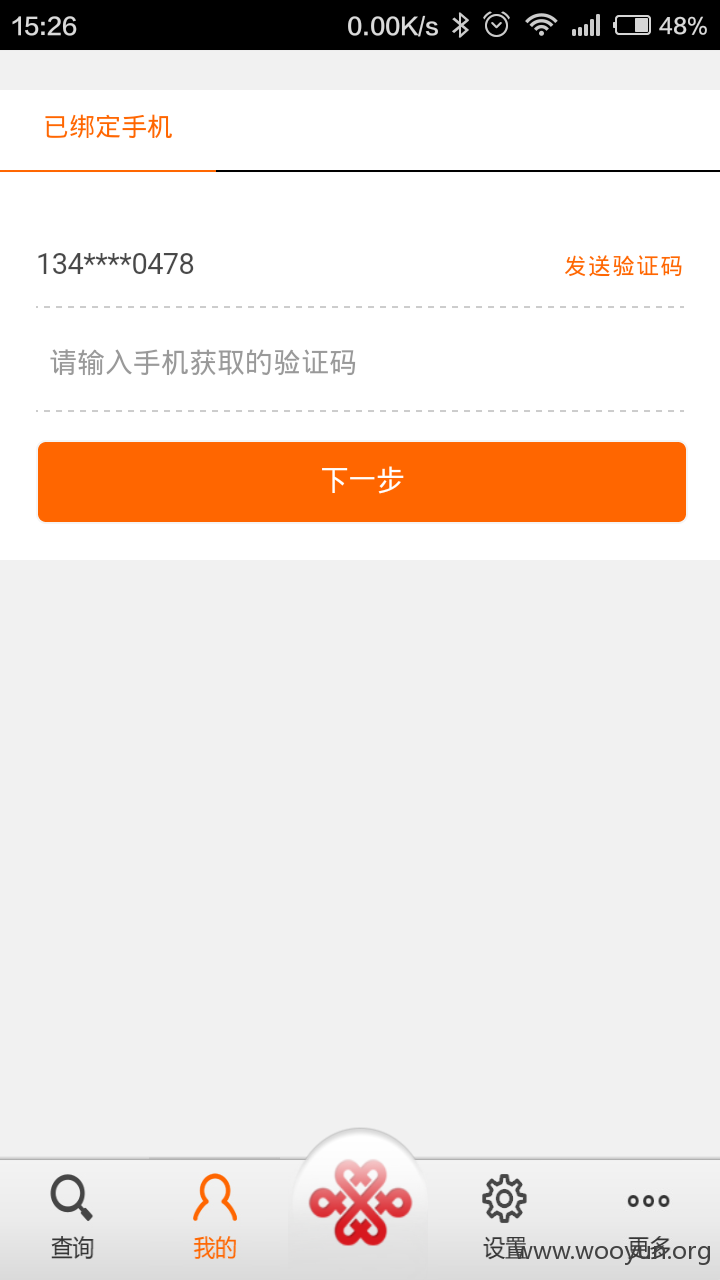 15:26 0.00K/s 48%
已绑定手机
134****0478 发送验证码
请输入手机获取的验证码
下一步
查询 我的 设置 更多
www.wooyun.org